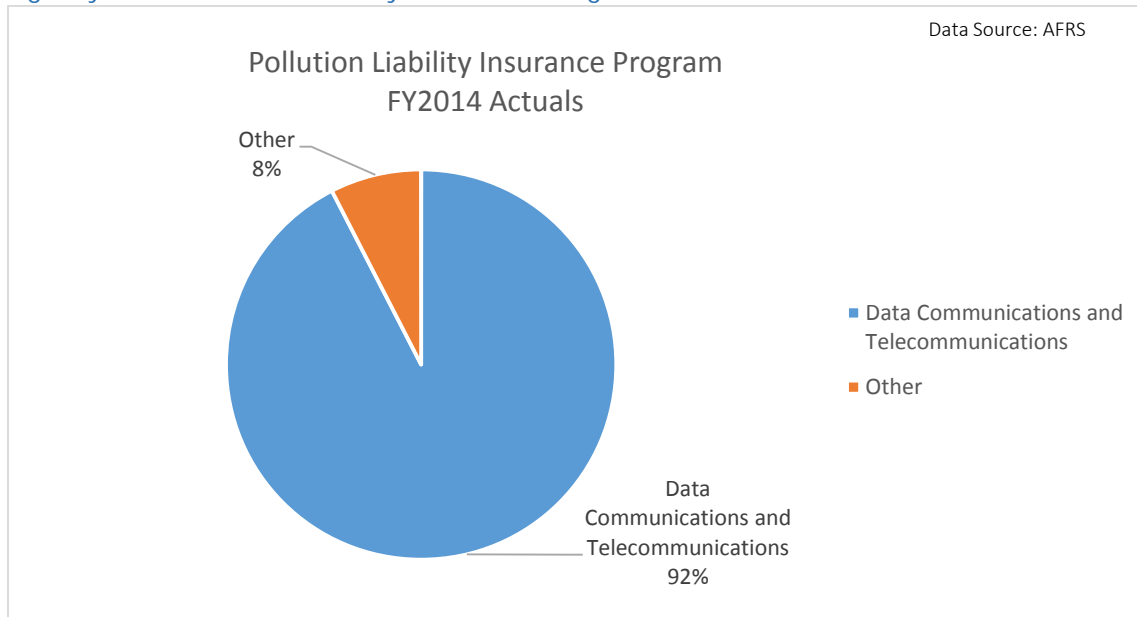 Data Source: AFRS
Pollution Liability Insurance Program
FY2014 Actuals
Other
8%
Data Communications and
Telecommunications
Other
Data
Communications and
Telecommunications
92%